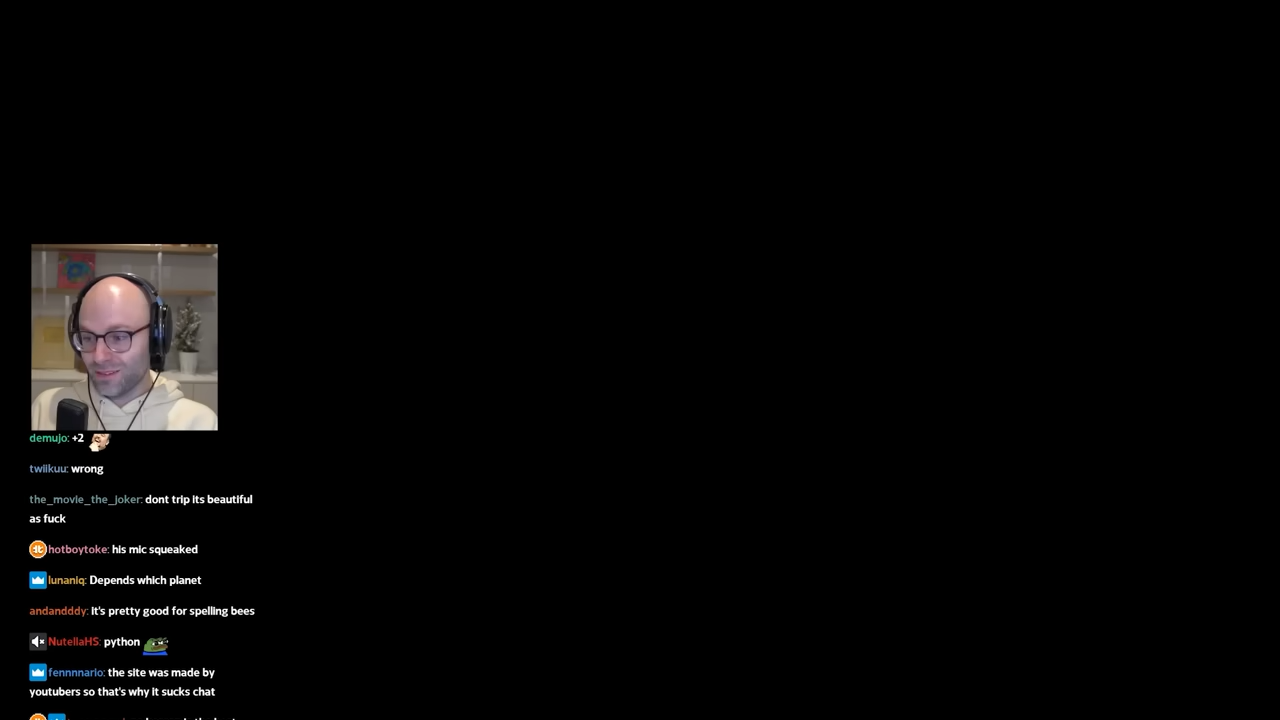 demujo: +2
twiikuu: wrong
the_movie_the_joker: dont trip its beautiful
as fuck
hotboytoke: his mic squeaked
lunaniq: Depends which planet
andandddy: it's pretty good for spelling bees
NutellaHS: python
fennnnario: the site was made by
youtubers so that's why it sucks chat